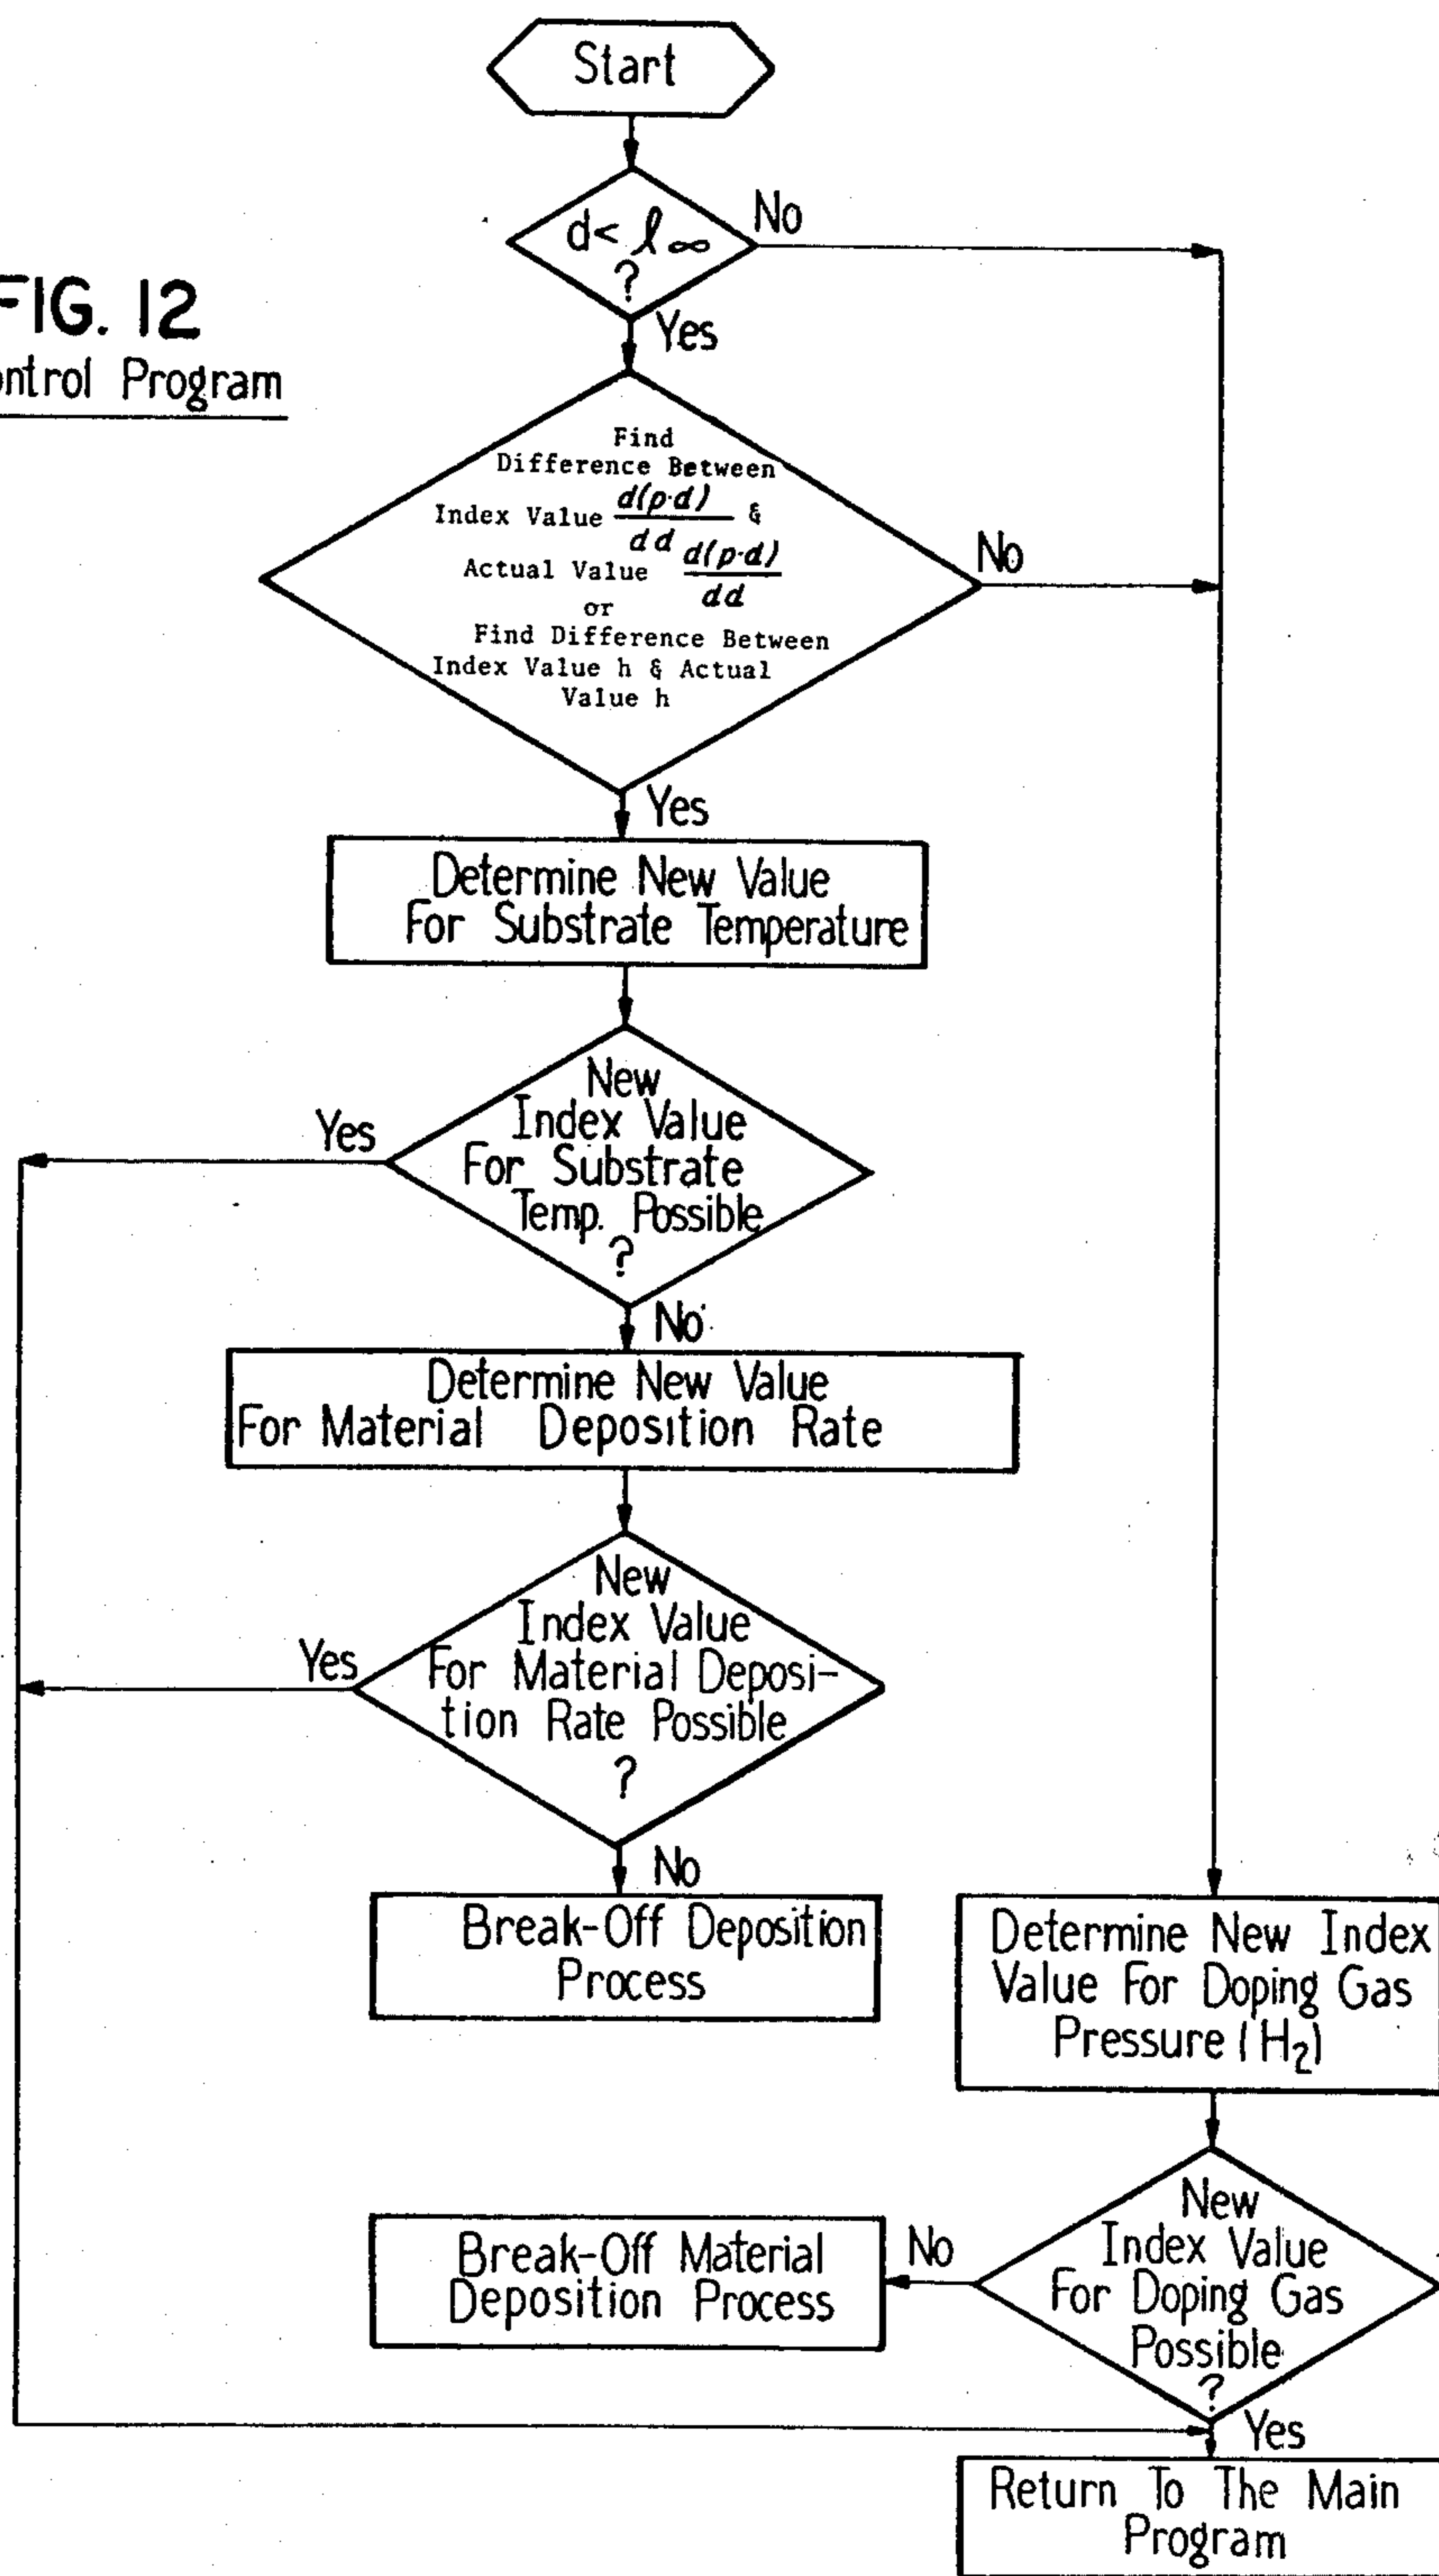 Start
d< l∞
?
No
Yes
FIG. 12
Control Program
Find
Difference Between
Index Value d(p·d)/dd &
Actual Value d(p·d)/dd
or
Find Difference Between
Index Value h & Actual
Value h
No
Yes
Determine New Value
For Substrate Temperature
New
Index Value
For Substrate
Temp. Possible
?
Yes
No
Determine New Value
For Material Deposition Rate
New
Index Value
For Material Deposi-
tion Rate Possible
?
Yes
No
Break-Off Deposition
Process
Determine New Index
Value For Doping Gas
Pressure (H2)
New
Index Value
For Doping Gas
Possible
?
No
Break-Off Material
Deposition Process
Yes
Return To The Main
Program